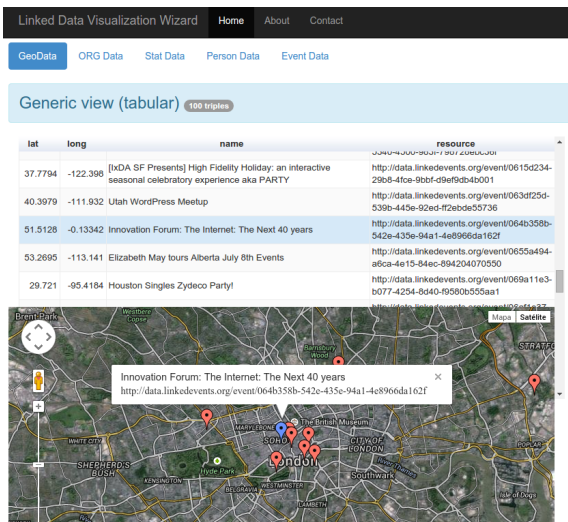 Linked Data Visualization Wizard Home About Contact
GeoData ORG Data Stat Data Person Data Event Data
Generic view (tabular) 100 triples
lat long name resource
37.7794 -122.398 [IxDA SF Presents] High Fidelity Holiday: an interactive seasonal celebratory experience aka PARTY http://data.linkedevents.org/event/0615d234-29b8-4fce-9bbf-d9ef9db4b001
40.3979 -111.932 Utah WordPress Meetup http://data.linkedevents.org/event/063df25d-539b-445e-92ed-ff2ebde55736
51.5128 -0.13342 Innovation Forum: The Internet: The Next 40 years http://data.linkedevents.org/event/064b358b-542e-435e-94a1-4e8966da162f
53.2695 -113.141 Elizabeth May tours Alberta July 8th Events http://data.linkedevents.org/event/0655a494-a6ca-4e15-84ec-894204070550
29.721 -95.4184 Houston Singles Zydeco Party! http://data.linkedevents.org/event/069a11e3-b077-4254-8d40-f9580b555aa1
Brent Park
Westbere Copse
Mapa Satélite
Barnsbury Wood
STRATFO
Innovation Forum: The Internet: The Next 40 years ×
http://data.linkedevents.org/event/064b358b-542e-435e-94a1-4e8966da162f
MARYLEBONE
The British Museum
WHITE CITY
SOHO
CITY OF LONDON
POPLAR
SHEPHERD'S BUSH
Hyde Park
London
River Thames
KENSINGTON
BELGRAVIA
WESTMINSTER
Southwark
Isle of Dogs
LAMBETH